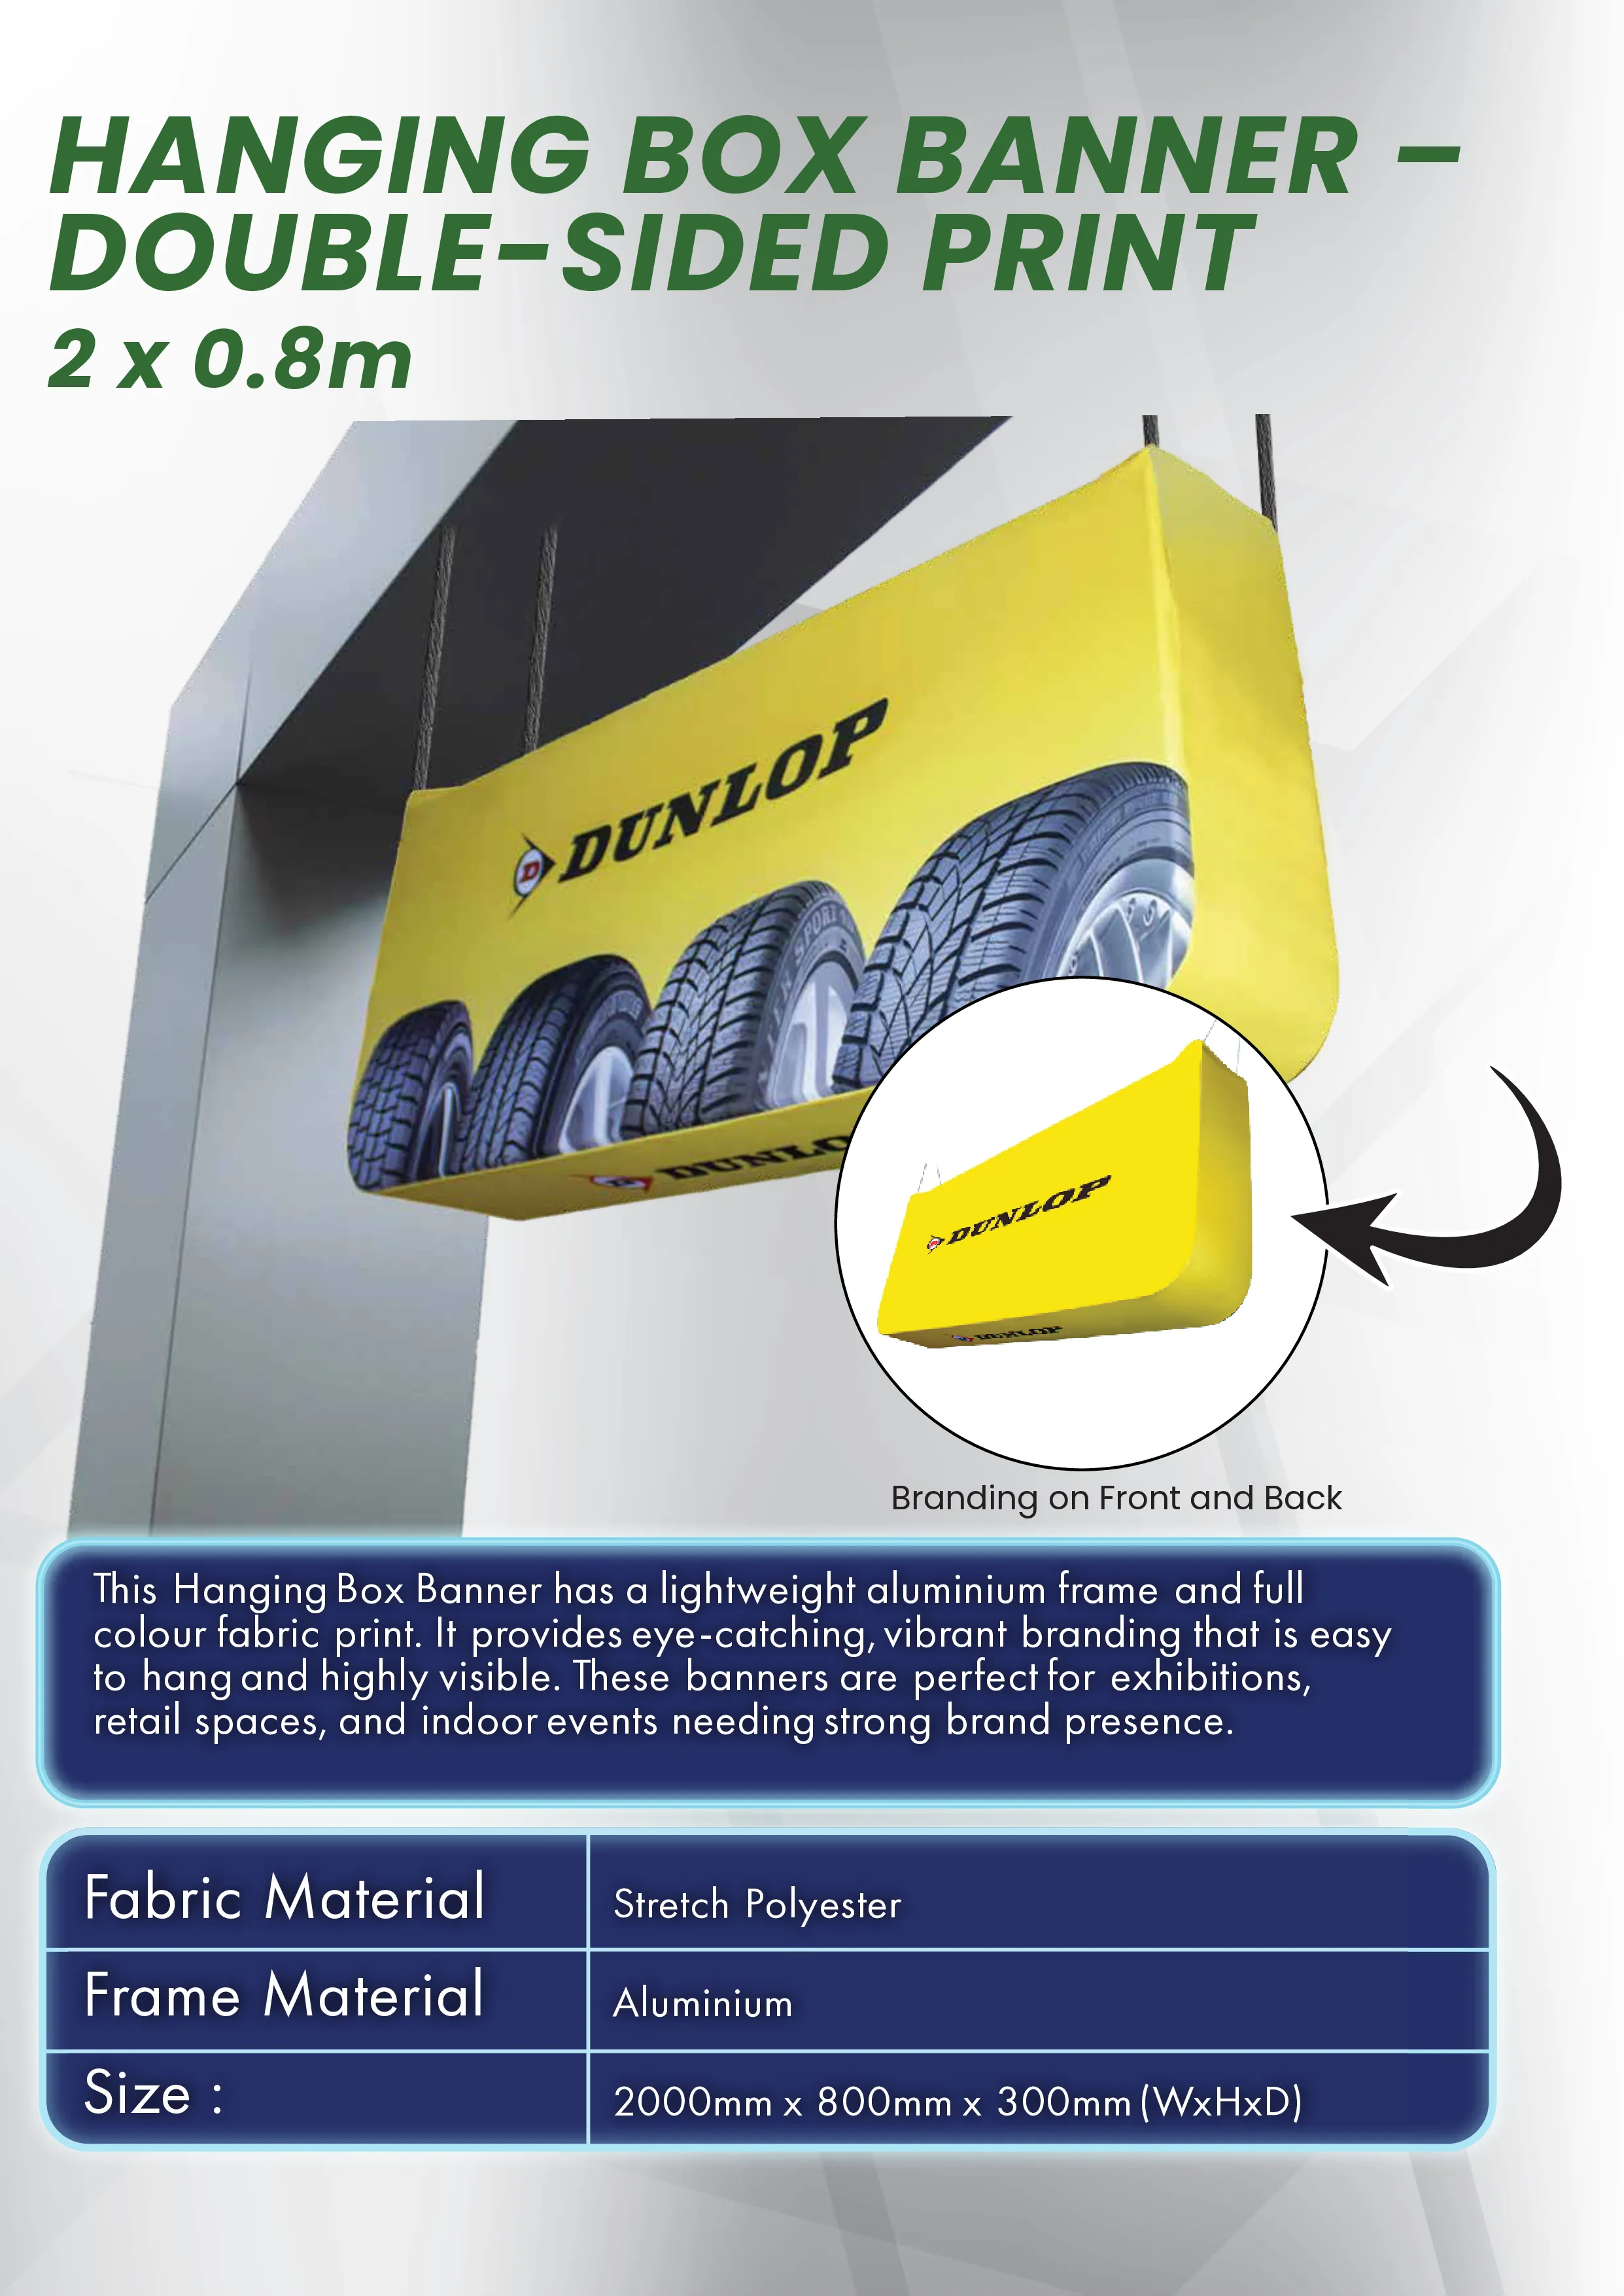 HANGING BOX BANNER –
DOUBLE-SIDED PRINT
2 x 0.8m
DUNLOP
D
SPORT
DUNLO
DUNLOP
DUNLOP
Branding on Front and Back
This Hanging Box Banner has a lightweight aluminium frame and full
colour fabric print. It provides eye-catching, vibrant branding that is easy
to hang and highly visible. These banners are perfect for exhibitions,
retail spaces, and indoor events needing strong brand presence.
Fabric Material
Stretch Polyester
Frame Material
Aluminium
Size :
2000mm x 800mm x 300mm (WxHxD)